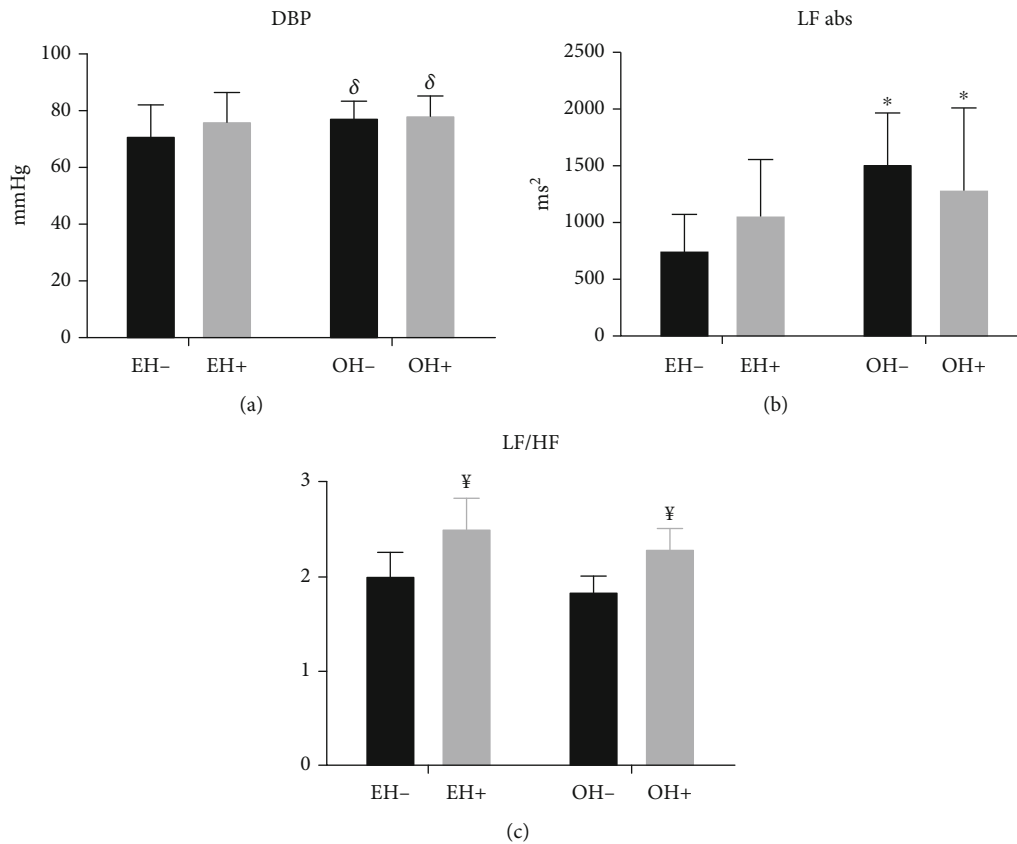 DBP
100
80
60
40
20
0
mmHg
δ
δ
EH− EH+ OH− OH+
(a)
LF abs
2500
2000
1500
1000
500
0
ms²
*
*
EH− EH+ OH− OH+
(b)
LF/HF
3
2
1
0
¥
¥
EH− EH+ OH− OH+
(c)